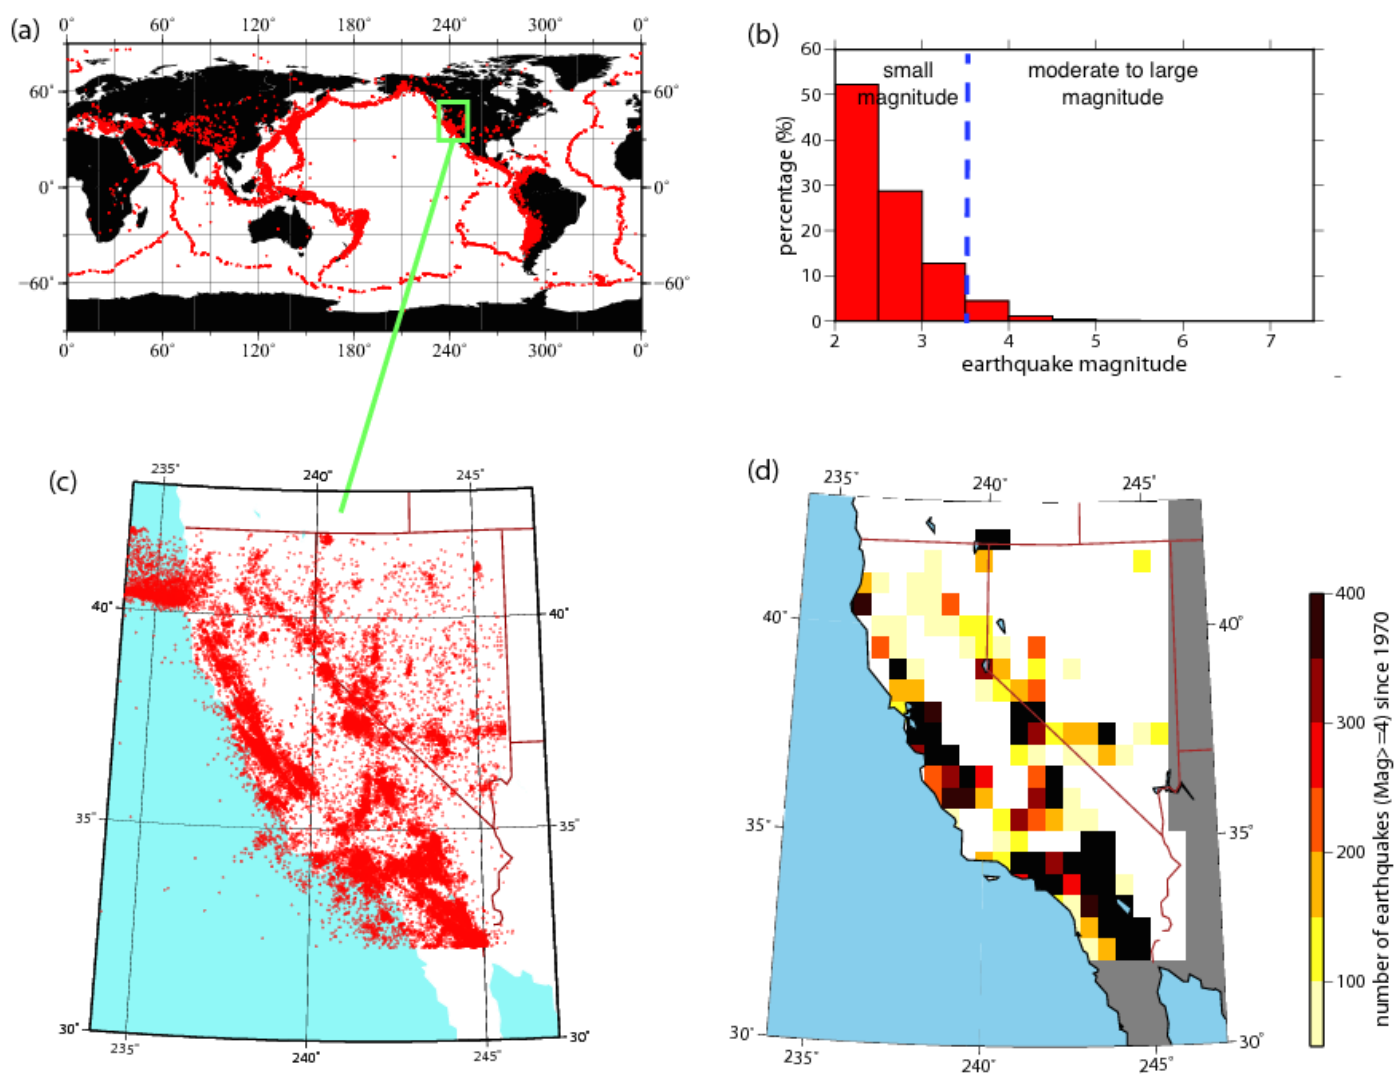 (a)
0° 60° 120° 180° 240° 300° 0°
60° 60°
0° 0°
−60° −60°
0° 60° 120° 180° 240° 300° 0°
(b)
60
50
40
30
20
10
0
percentage (%)
small
magnitude
moderate to large
magnitude
2 3 4 5 6 7
earthquake magnitude
(c)
235° 240° 245°
40° 40°
35° 35°
30° 30°
235° 240° 245°
(d)
235° 240° 245°
40° 40°
35° 35°
30° 30°
235° 240° 245°
400
300
200
100
number of earthquakes (Mag>=4) since 1970